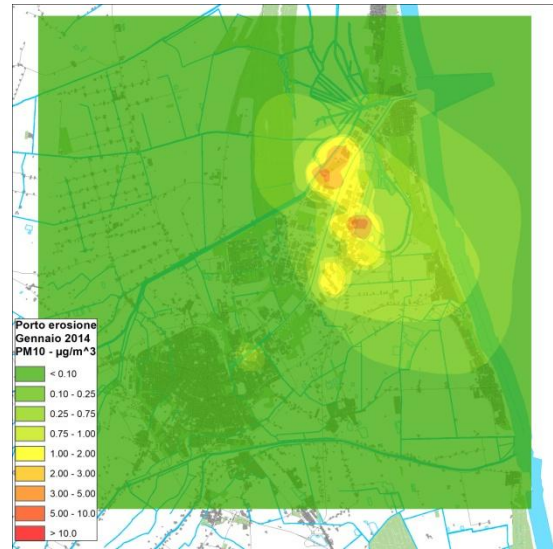 Porto erosione
Gennaio 2014
PM10 - µg/m^3
< 0.10
0.10 - 0.25
0.25 - 0.75
0.75 - 1.00
1.00 - 2.00
2.00 - 3.00
3.00 - 5.00
5.00 - 10.0
> 10.0